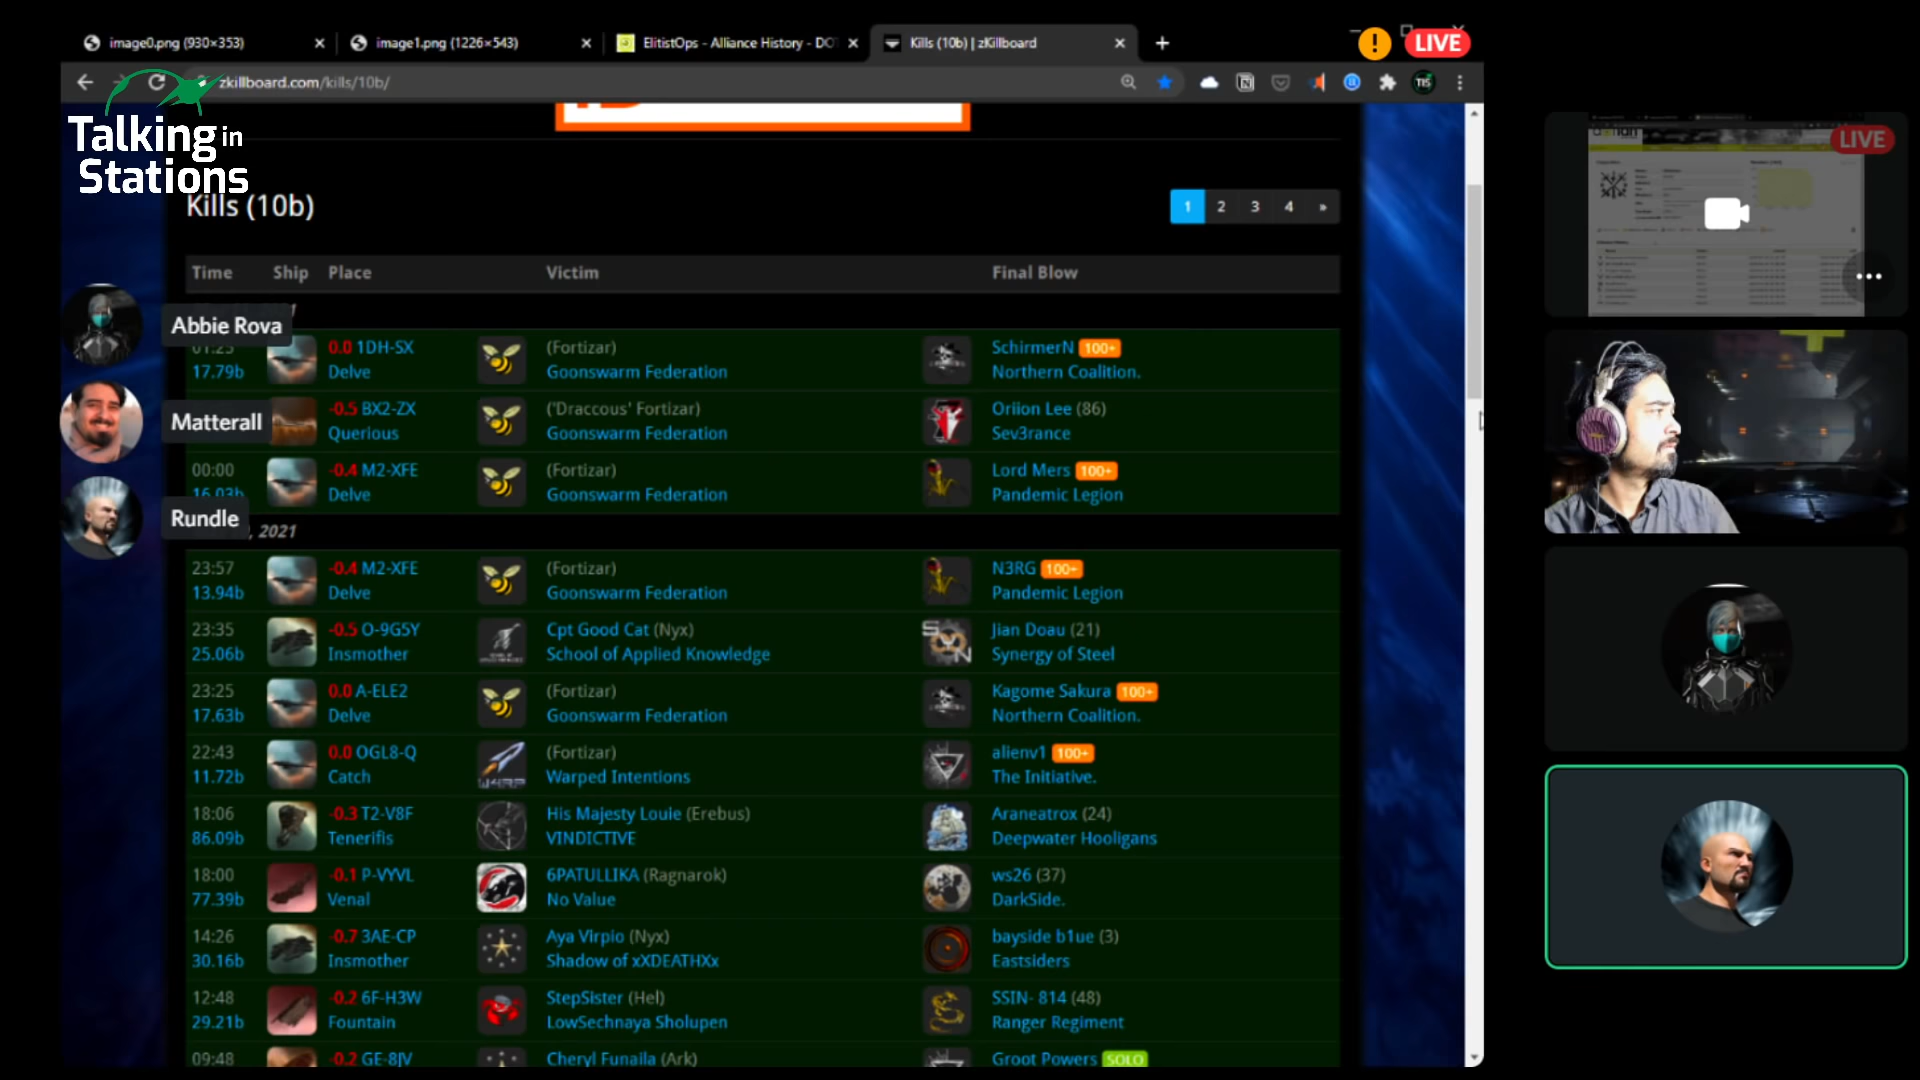 image0.png (930×353)
image1.png (1226×543)
ElitistOps - Alliance History - DO
Kills (10b) | zKillboard
LIVE
zkillboard.com/kills/10b/
TIS
Talking in
Stations
LIVE
Kills (10b)
1 2 3 4 »
Time Ship Place Victim Final Blow
Abbie Rova
01:25 0.0 1DH-SX (Fortizar) SchirmerN 100+
17.79b Delve Goonswarm Federation Northern Coalition.
-0.5 BX2-ZX ('Draccous' Fortizar) Oriion Lee (86)
Matterall
Querious Goonswarm Federation Sev3rance
00:00 -0.4 M2-XFE (Fortizar) Lord Mers 100+
16.03b Delve Goonswarm Federation Pandemic Legion
Rundle
, 2021
23:57 -0.4 M2-XFE (Fortizar) N3RG 100+
13.94b Delve Goonswarm Federation Pandemic Legion
23:35 -0.5 O-9G5Y Cpt Good Cat (Nyx) Jian Doau (21)
25.06b Insmother School of Applied Knowledge Synergy of Steel
23:25 0.0 A-ELE2 (Fortizar) Kagome Sakura 100+
17.63b Delve Goonswarm Federation Northern Coalition.
22:43 0.0 OGL8-Q (Fortizar) alienv1 100+
11.72b Catch Warped Intentions The Initiative.
18:06 -0.3 T2-V8F His Majesty Louie (Erebus) Araneatrox (24)
86.09b Tenerifis VINDICTIVE Deepwater Hooligans
18:00 -0.1 P-VYVL 6PATULLIKA (Ragnarok) ws26 (37)
77.39b Venal No Value DarkSide.
14:26 -0.7 3AE-CP Aya Virpio (Nyx) bayside b1ue (3)
30.16b Insmother Shadow of xXDEATHXx Eastsiders
12:48 -0.2 6F-H3W StepSister (Hel) SSIN- 814 (48)
29.21b Fountain LowSechnaya Sholupen Ranger Regiment
09:48 -0.2 GE-8JV Cheryl Funaila (Ark) Groot Powers SOLO